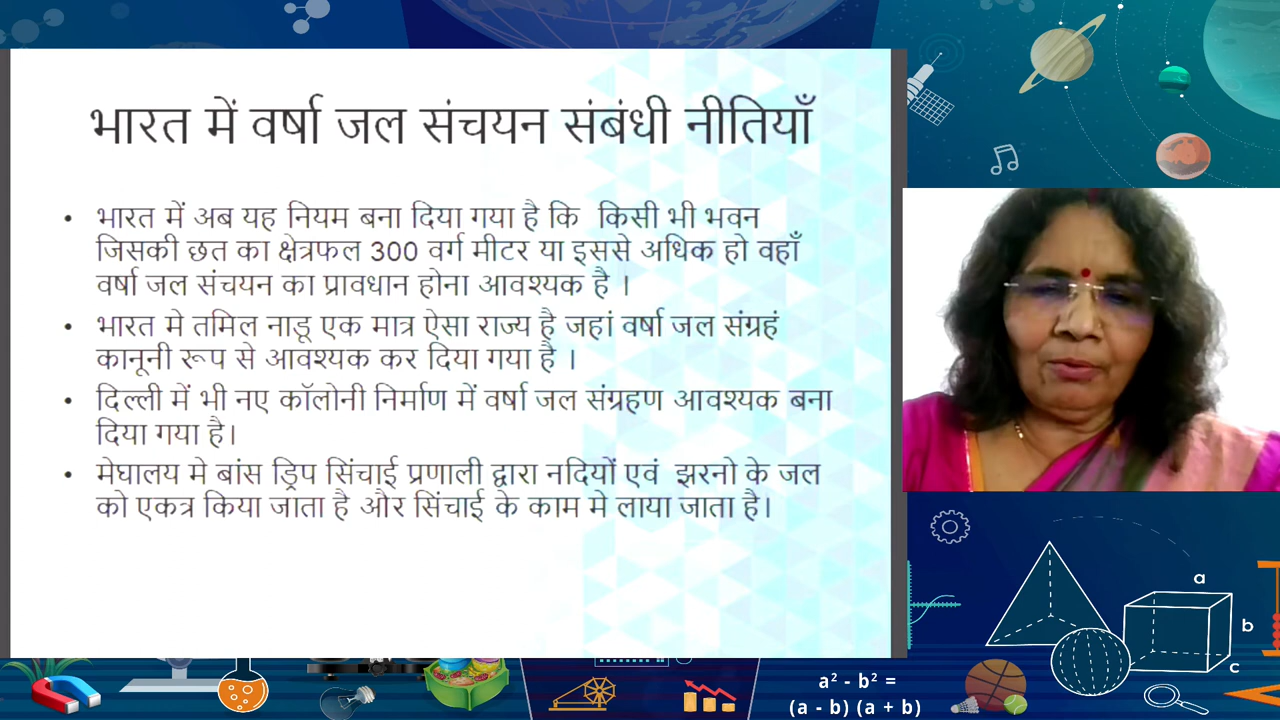 भारत में वर्षा जल संचयन संबंधी नीतियाँ
• भारत में अब यह नियम बना दिया गया है कि किसी भी भवन
जिसकी छत का क्षेत्रफल 300 वर्ग मीटर या इससे अधिक हो वहाँ
वर्षा जल संचयन का प्रावधान होना आवश्यक है ।
• भारत मे तमिल नाडू एक मात्र ऐसा राज्य है जहां वर्षा जल संग्रहं
कानूनी रूप से आवश्यक कर दिया गया है ।
• दिल्ली में भी नए कॉलोनी निर्माण में वर्षा जल संग्रहण आवश्यक बना
दिया गया है।
• मेघालय मे बांस ड्रिप सिंचाई प्रणाली द्वारा नदियों एवं झरनो के जल
को एकत्र किया जाता है और सिंचाई के काम मे लाया जाता है।
a
b
c
a² - b² =
(a - b) (a + b)